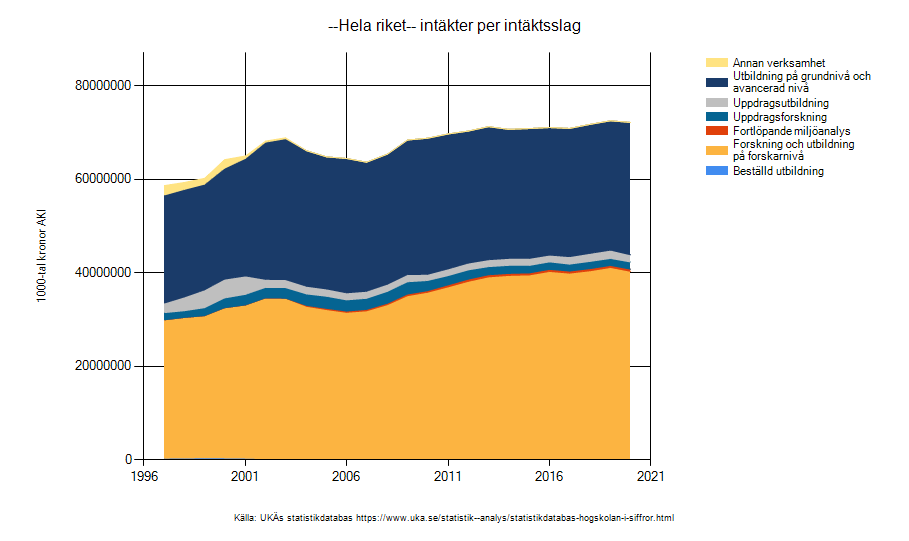 --Hela riket-- intäkter per intäktsslag
Annan verksamhet
Utbildning på grundnivå och
avancerad nivå
Uppdragsutbildning
Uppdragsforskning
Fortlöpande miljöanalys
Forskning och utbildning
på forskarnivå
Beställd utbildning
1000-tal kronor AKI
80000000
60000000
40000000
20000000
0
1996
2001
2006
2011
2016
2021
Källa: UKÄs statistikdatabas https://www.uka.se/statistik--analys/statistikdatabas-hogskolan-i-siffror.html